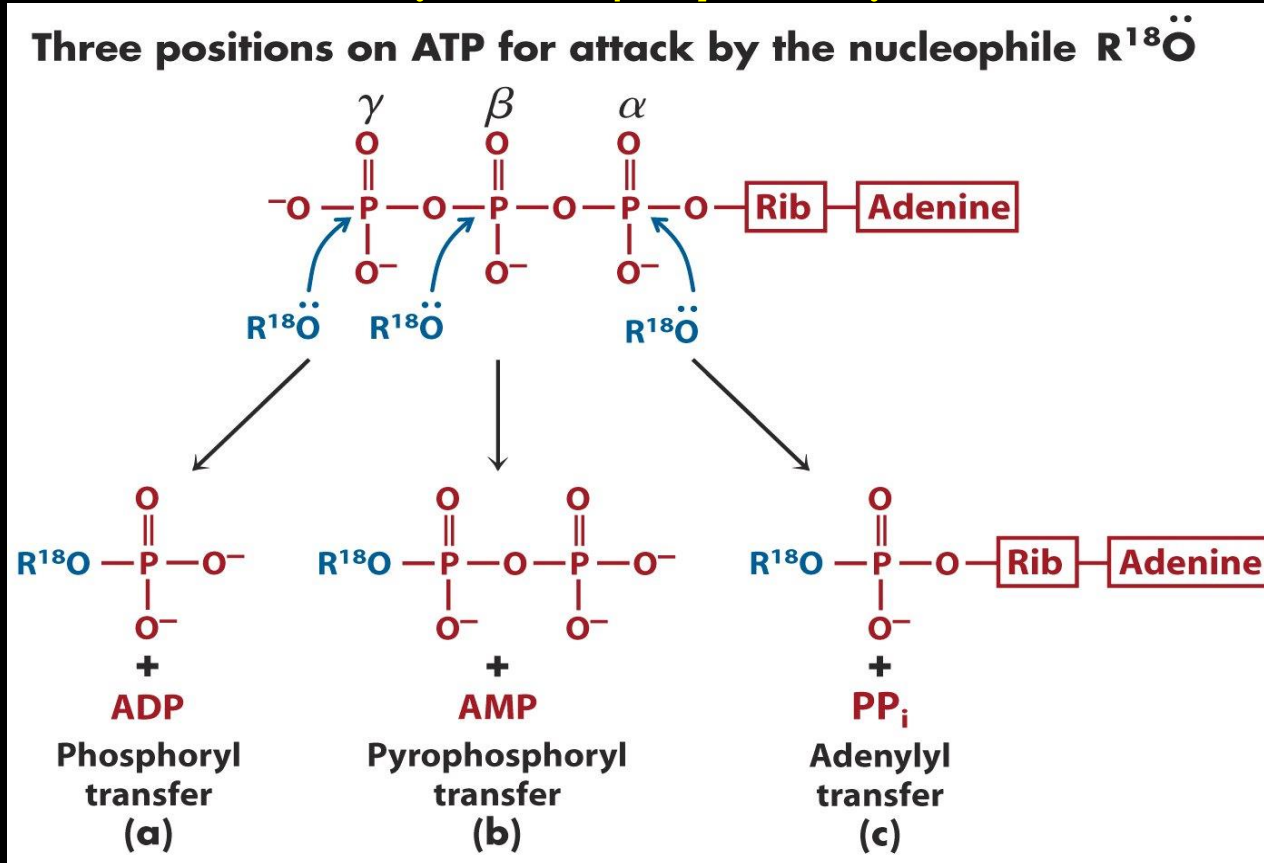 Three positions on ATP for attack by the nucleophile R¹⁸Ö
γ β α
O O O
⁻O—P—O—P—O—P—O—Rib—Adenine
O⁻ O⁻ O⁻
R¹⁸Ö R¹⁸Ö R¹⁸Ö
O O O O
R¹⁸O—P—O⁻ R¹⁸O—P—O—P—O⁻ R¹⁸O—P—O—Rib—Adenine
O⁻ O⁻ O⁻ O⁻
+ + +
ADP AMP PPᵢ
Phosphoryl Pyrophosphoryl Adenylyl
transfer transfer transfer
(a) (b) (c)